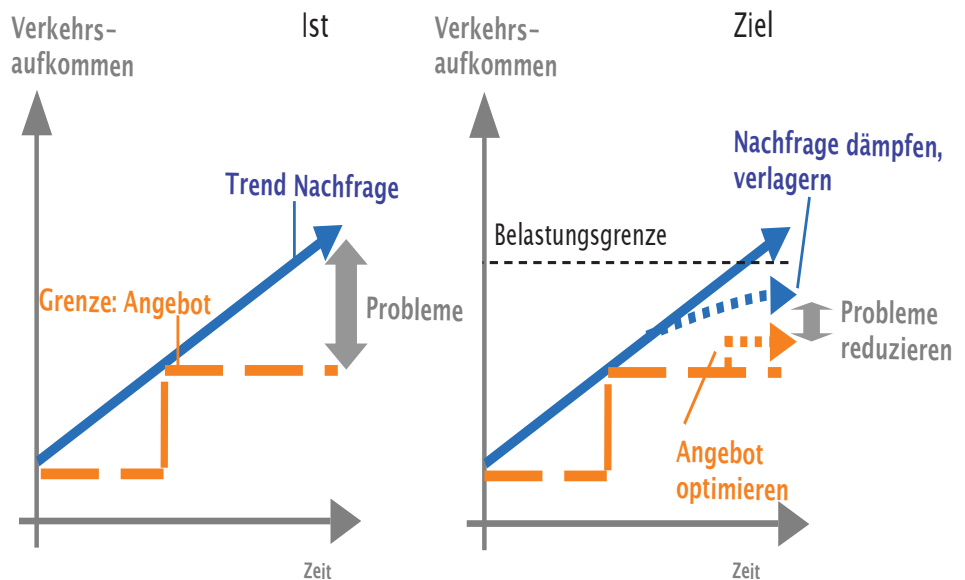 Verkehrs-
aufkommen
Ist
Trend Nachfrage
Grenze: Angebot
Probleme
Zeit
Verkehrs-
aufkommen
Ziel
Nachfrage dämpfen,
verlagern
Belastungsgrenze
Probleme
reduzieren
Angebot
optimieren
Zeit